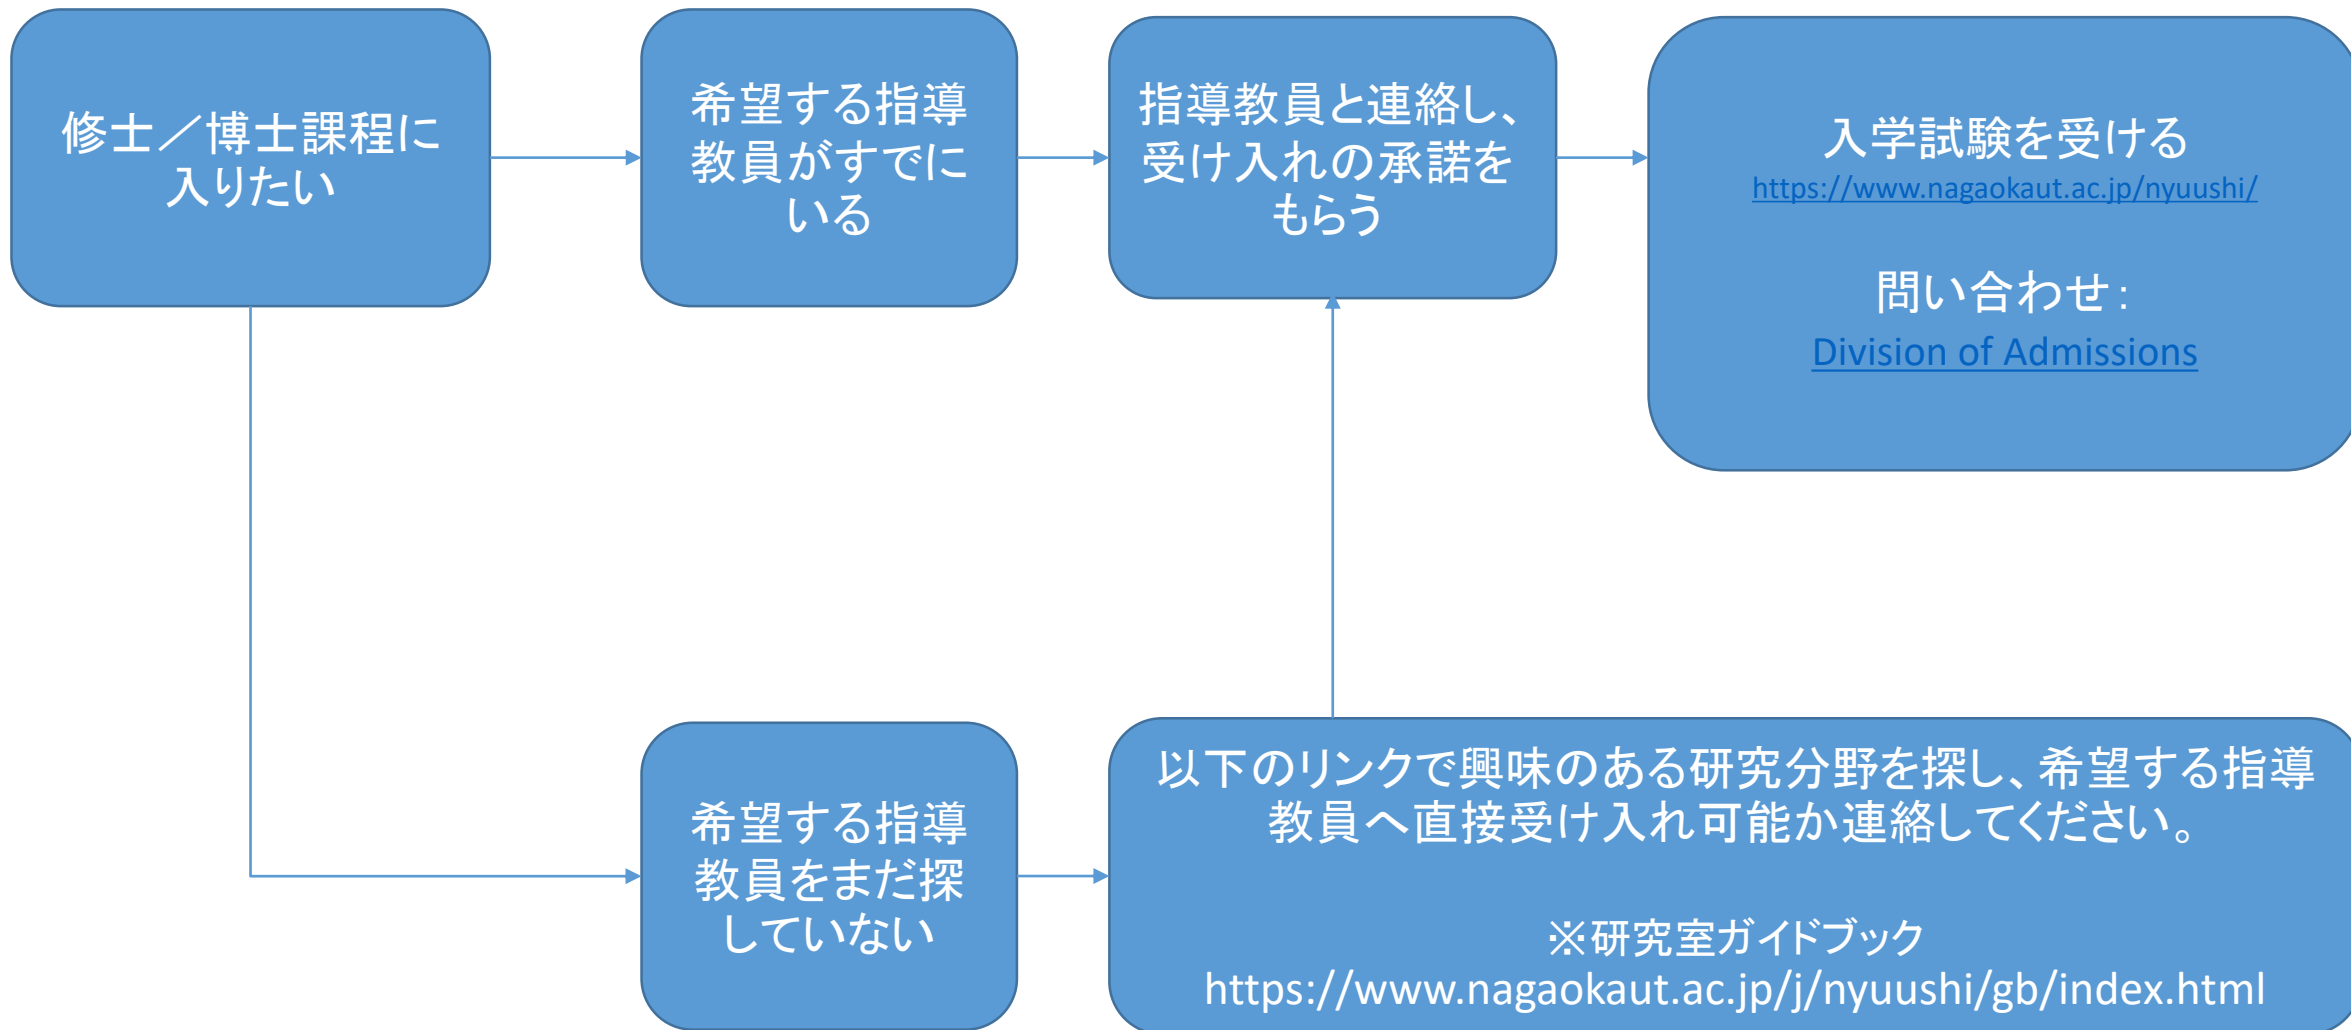 修士／博士課程に
入りたい
希望する指導
教員がすでに
いる
指導教員と連絡し、
受け入れの承諾を
もらう
入学試験を受ける
https://www.nagaokaut.ac.jp/nyuushi/
問い合わせ：
Division of Admissions
希望する指導
教員をまだ探
していない
以下のリンクで興味のある研究分野を探し、希望する指導
教員へ直接受け入れ可能か連絡してください。
※研究室ガイドブック
https://www.nagaokaut.ac.jp/j/nyuushi/gb/index.html